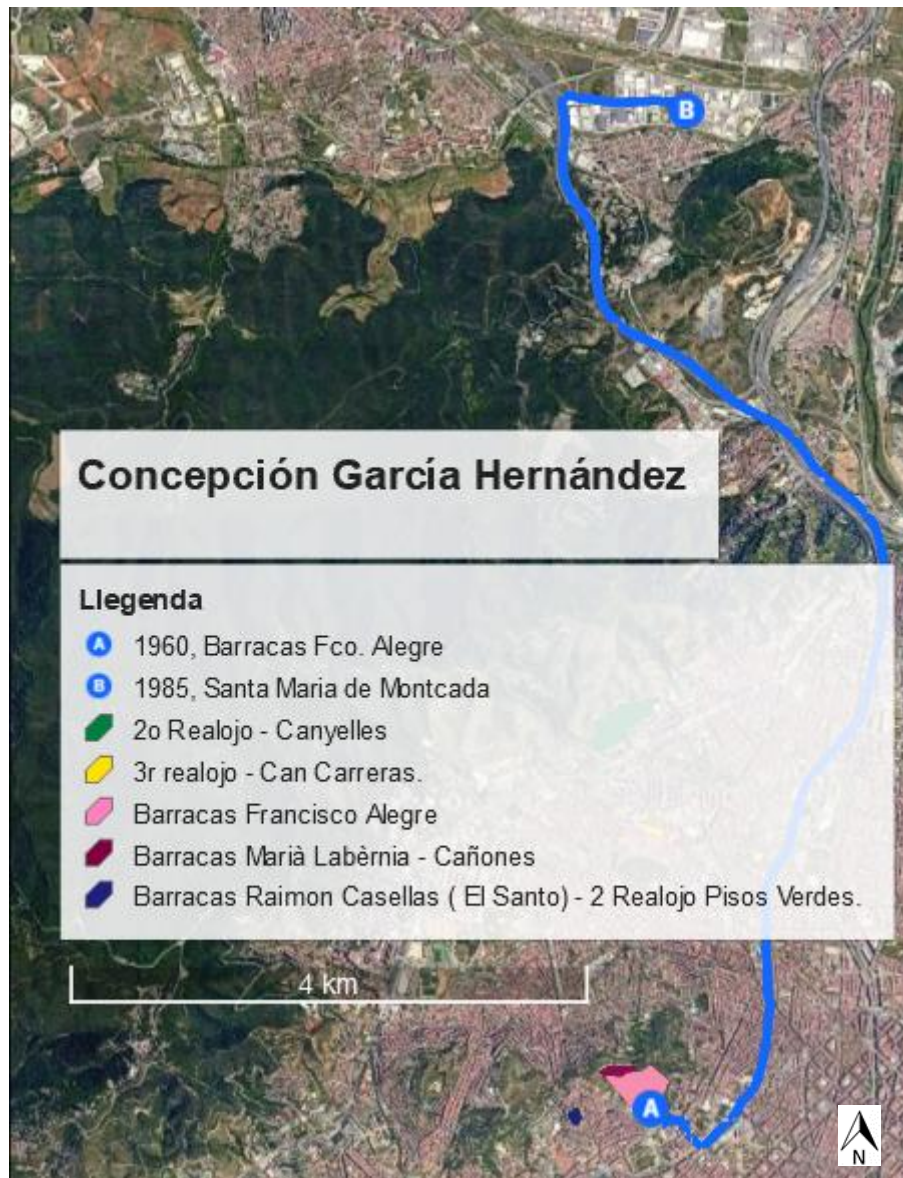 B
Concepción García Hernández
Llegenda
A 1960, Barracas Fco. Alegre
B 1985, Santa Maria de Montcada
2o Realojo - Canyelles
3r realojo - Can Carreras.
Barracas Francisco Alegre
Barracas Marià Labèrnia - Cañones
Barracas Raimon Casellas ( El Santo) - 2 Realojo Pisos Verdes.
4 km
A
N